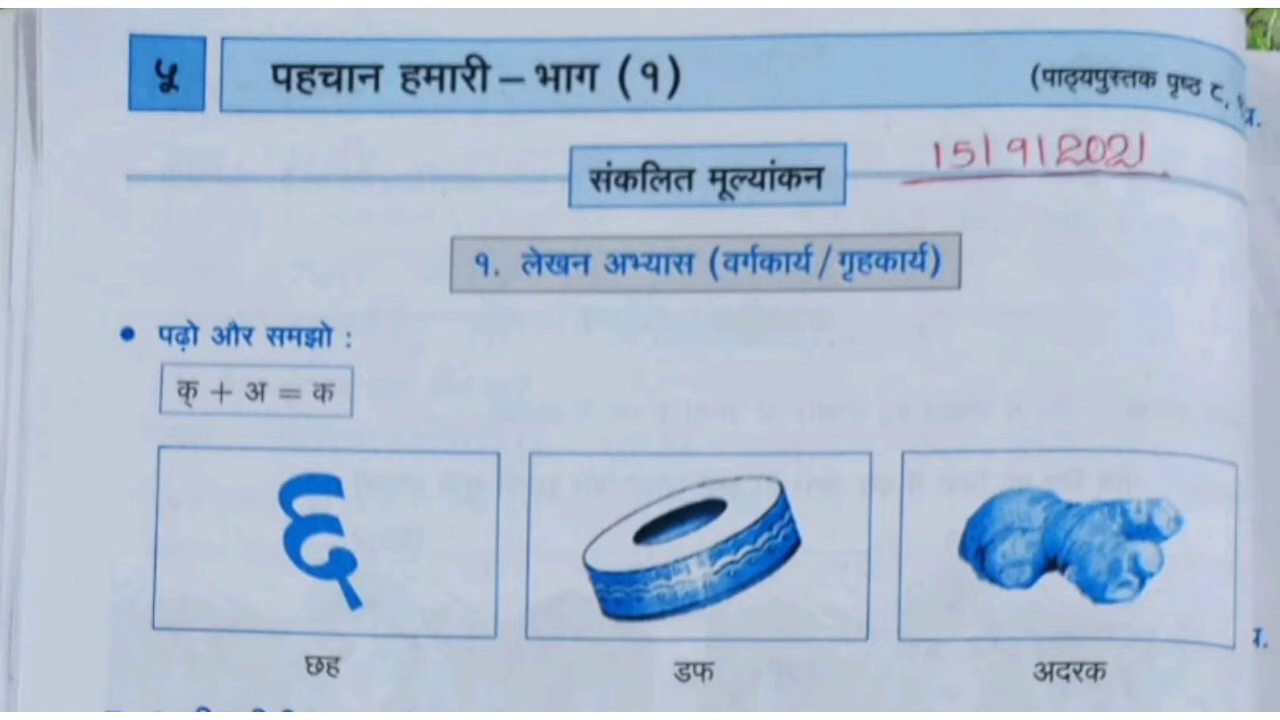 ५ पहचान हमारी – भाग (१) (पाठ्यपुस्तक पृष्ठ ८,
संकलित मूल्यांकन 15/9/2021
१. लेखन अभ्यास (वर्गकार्य/गृहकार्य)
• पढ़ो और समझो :
क् + अ = क
६
छह डफ अदरक